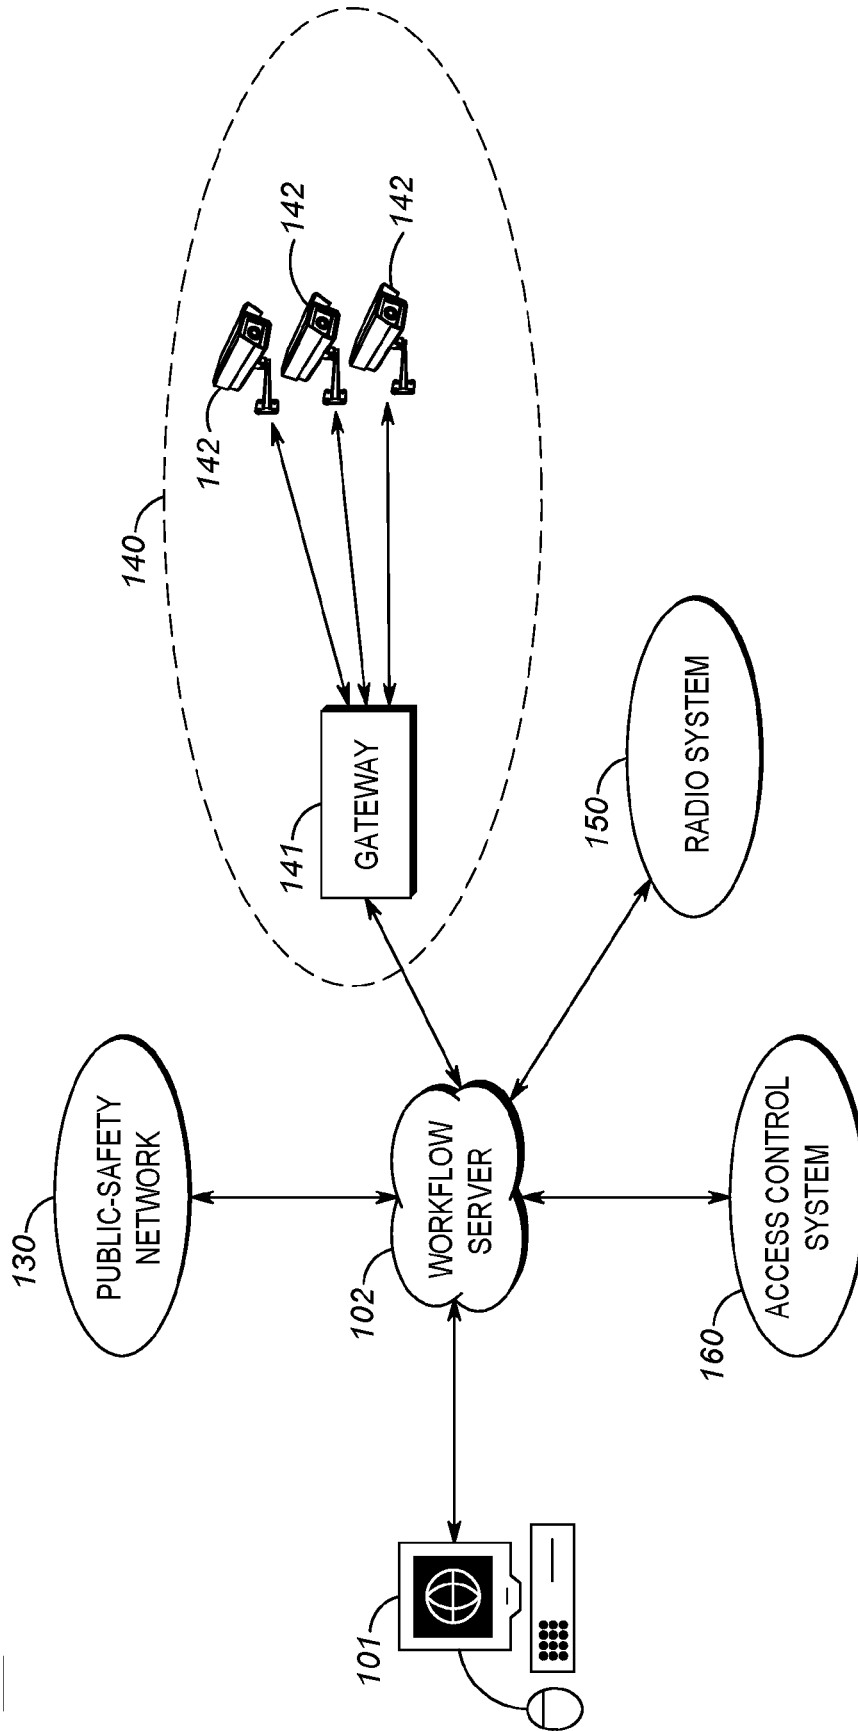 130
PUBLIC-SAFETY
NETWORK
140
142
142
142
141
GATEWAY
101
102
WORKFLOW
SERVER
150
RADIO SYSTEM
160
ACCESS CONTROL
SYSTEM